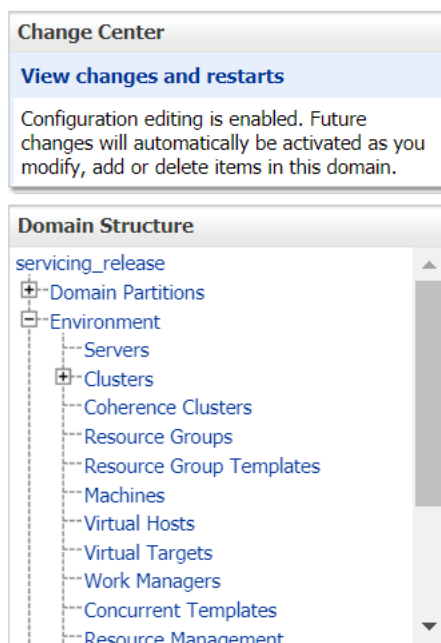 Change Center
View changes and restarts
Configuration editing is enabled. Future
changes will automatically be activated as you
modify, add or delete items in this domain.
Domain Structure
servicing_release
Domain Partitions
Environment
Servers
Clusters
Coherence Clusters
Resource Groups
Resource Group Templates
Machines
Virtual Hosts
Virtual Targets
Work Managers
Concurrent Templates
Resource Management